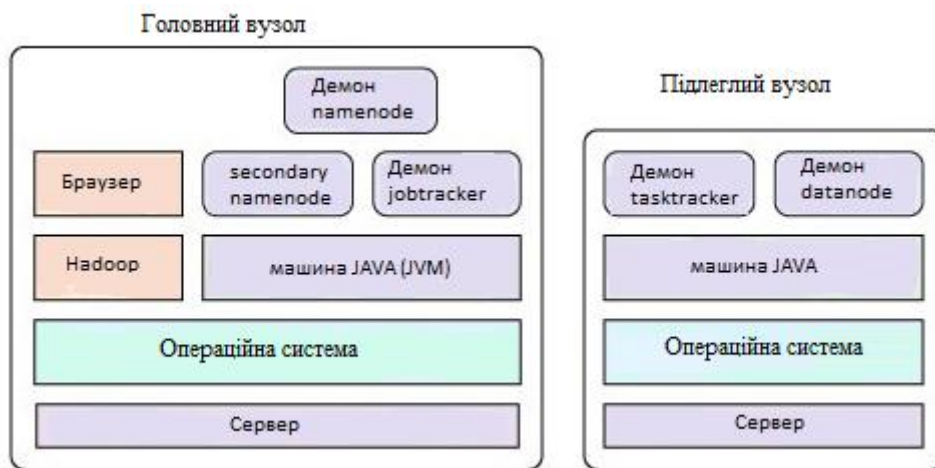 Головний вузол
Демон
namenode
Браузер
secondary
namenode
Демон
jobtracker
Hadoop
машина JAVA (JVM)
Операційна система
Сервер
Підлеглий вузол
Демон
tasktracker
Демон
datanode
машина JAVA
Операційна система
Сервер